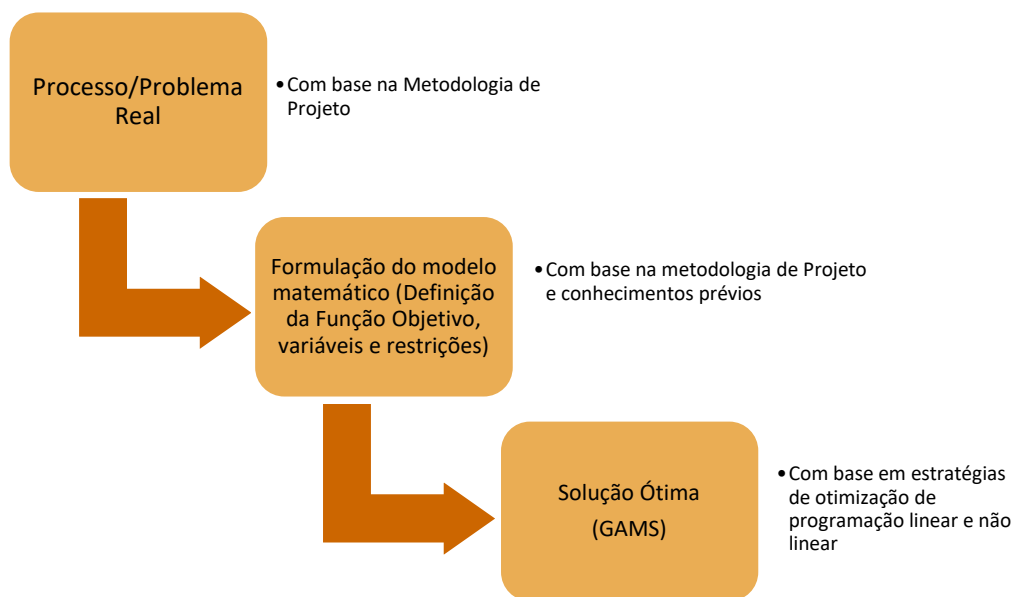 Processo/Problema
Real
•Com base na Metodologia de
Projeto
Formulação do modelo
matemático (Definição
da Função Objetivo,
variáveis e restrições)
•Com base na metodologia de Projeto
e conhecimentos prévios
Solução Ótima
(GAMS)
•Com base em estratégias
de otimização de
programação linear e não
linear